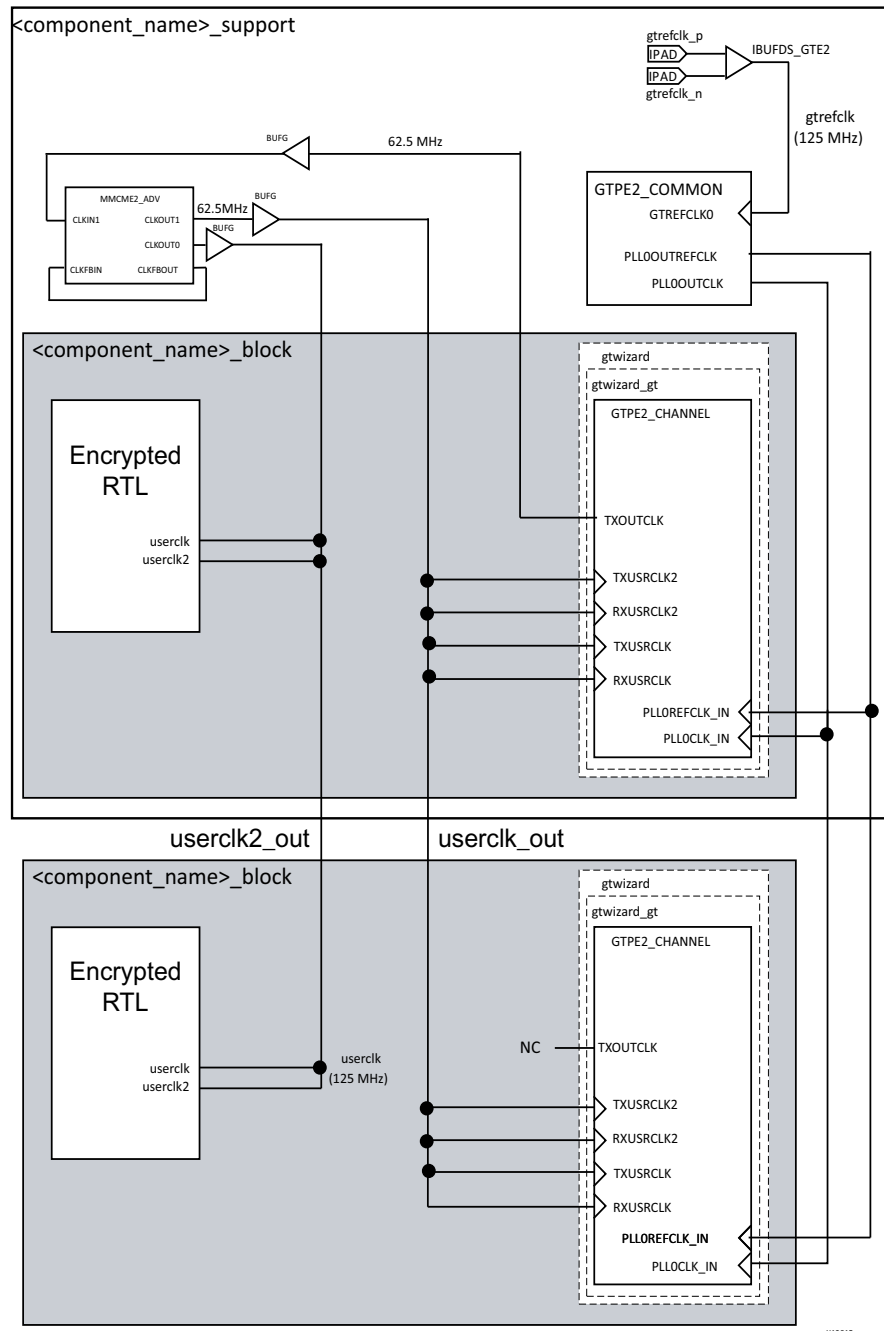 <component_name>_support
gtrefclk_p
IPAD
IBUFDS_GTE2
IPAD
gtrefclk_n
gtrefclk
(125 MHz)
BUFG
62.5 MHz
MMCME2_ADV
CLKIN1
CLKOUT1
62.5MHz
BUFG
CLKOUT0
BUFG
CLKFBIN
CLKFBOUT
GTPE2_COMMON
GTREFCLK0
PLL0OUTREFCLK
PLL0OUTCLK
<component_name>_block
gtwizard
gtwizard_gt
GTPE2_CHANNEL
Encrypted
RTL
userclk
userclk2
TXOUTCLK
TXUSRCLK2
RXUSRCLK2
TXUSRCLK
RXUSRCLK
PLL0REFCLK_IN
PLL0CLK_IN
userclk2_out
userclk_out
<component_name>_block
gtwizard
gtwizard_gt
GTPE2_CHANNEL
Encrypted
RTL
userclk
userclk2
userclk
(125 MHz)
NC
TXOUTCLK
TXUSRCLK2
RXUSRCLK2
TXUSRCLK
RXUSRCLK
PLL0REFCLK_IN
PLL0CLK_IN